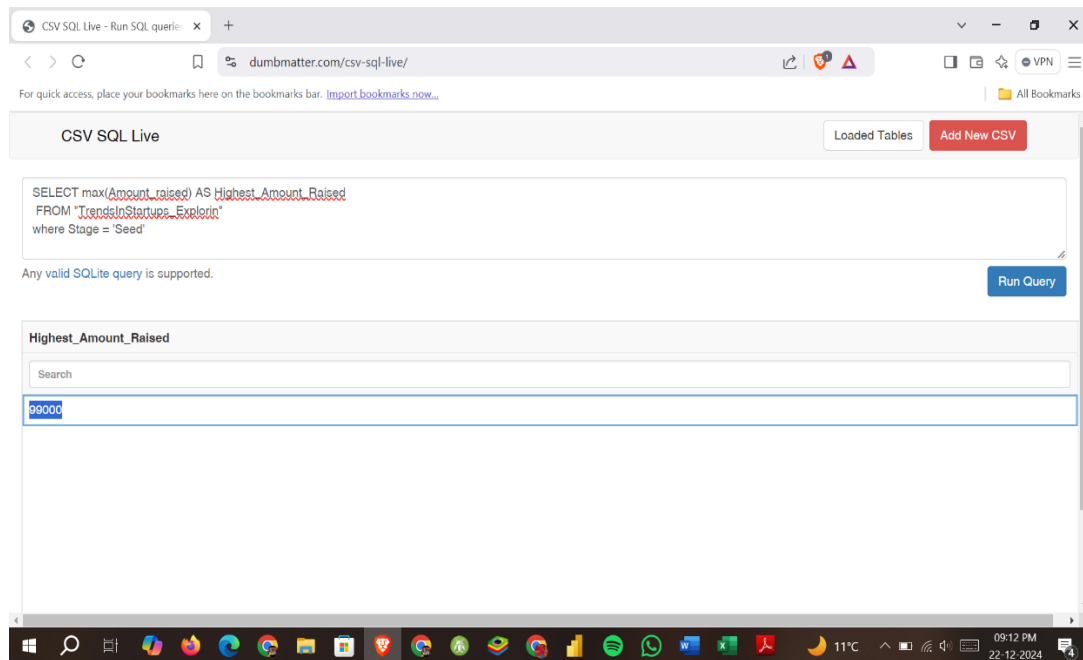 CSV SQL Live - Run SQL querie
dumbmatter.com/csv-sql-live/
VPN
For quick access, place your bookmarks here on the bookmarks bar. Import bookmarks now...
All Bookmarks
CSV SQL Live
Loaded Tables
Add New CSV
SELECT max(Amount_raised) AS Highest_Amount_Raised
FROM "TrendsInStartups_Explorin"
where Stage = 'Seed'
Any valid SQLite query is supported.
Run Query
Highest_Amount_Raised
Search
99000
11°C
09:12 PM
22-12-2024